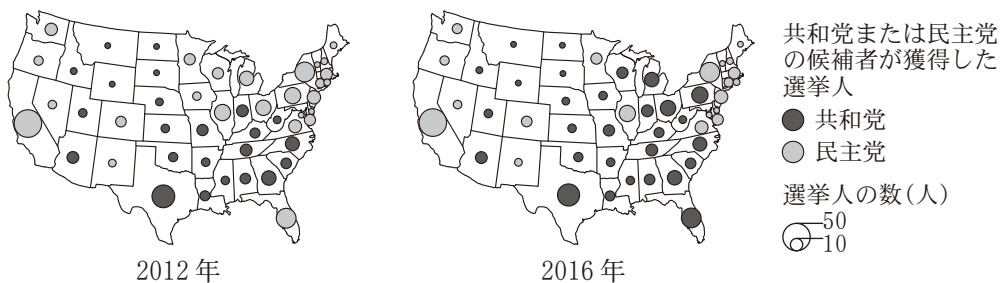 共和党または民主党
の候補者が獲得した
選挙人
共和党
民主党
選挙人の数(人)
50
10
2012年
2016年